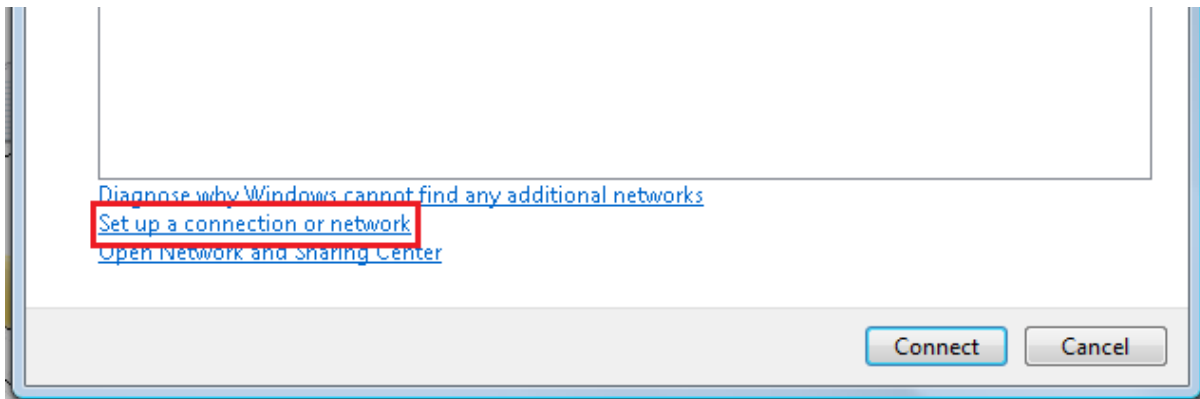 Diagnose why Windows cannot find any additional networks
Set up a connection or network
Open Network and Sharing Center
Connect Cancel